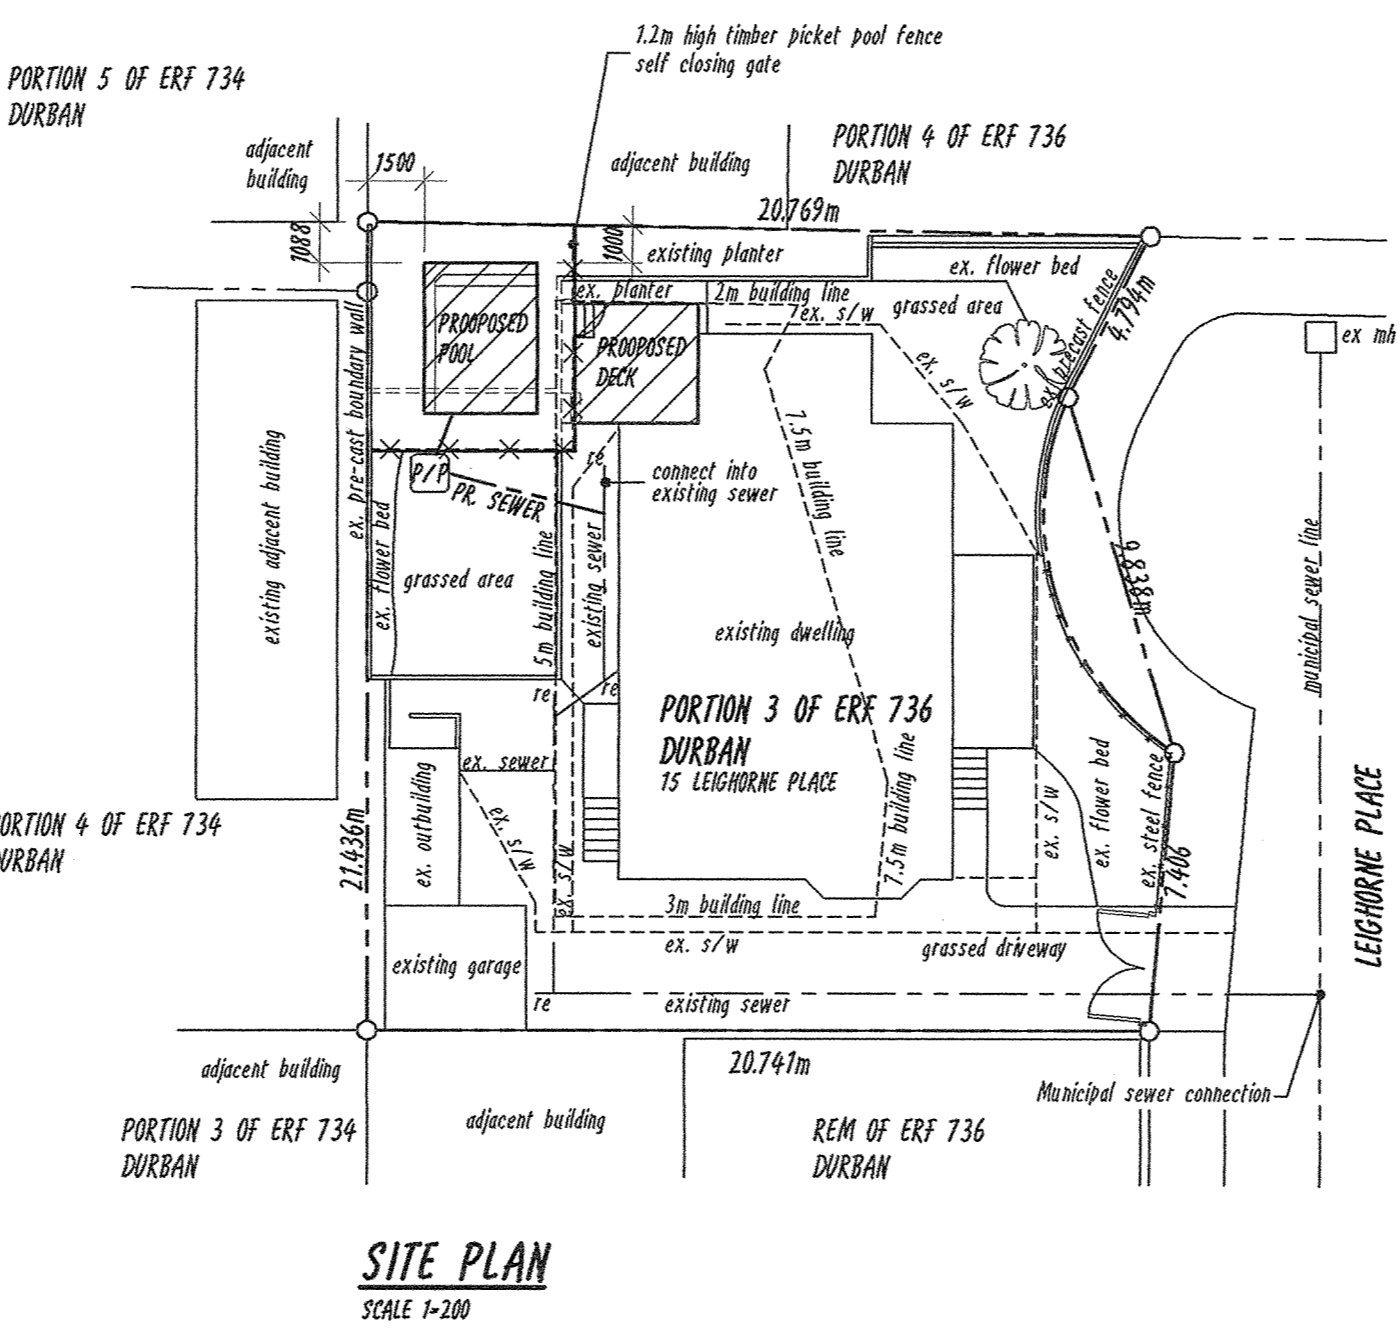 1.2m high timber picket pool fence
self closing gate
PORTION 5 OF ERF 734
DURBAN
adjacent
building
1500
adjacent building
PORTION 4 OF ERF 736
DURBAN
20.769m
1088
1000
existing planter
ex. flower bed
ex. planter
2m building line
ex. s/w
grassed area
ex. precast fence
4.794m
ex mh
PROOPOSED
POOL
PROOPOSED
DECK
ex. s/w
ex. pre-cast boundary wall
7.5m building line
re
P/P
PR. SEWER
connect into
existing sewer
existing adjacent building
ex. flower bed
grassed area
5m building line
existing sewer
9.838m
municipal sewer line
existing dwelling
re
re
PORTION 3 OF ERF 736
DURBAN
15 LEIGHORNE PLACE
ex. sewer
7.5m building line
ex. outbuilding
ex. s/w
ex. s/w
ex. s/w
ex. flower bed
ex. steel fence
7.406
LEIGHORNE PLACE
PORTION 4 OF ERF 734
DURBAN
21.436m
3m building line
ex. s/w
grassed driveway
existing garage
re
existing sewer
adjacent building
20.741m
Municipal sewer connection
PORTION 3 OF ERF 734
DURBAN
adjacent building
REM OF ERF 736
DURBAN
SITE PLAN
SCALE 1=200